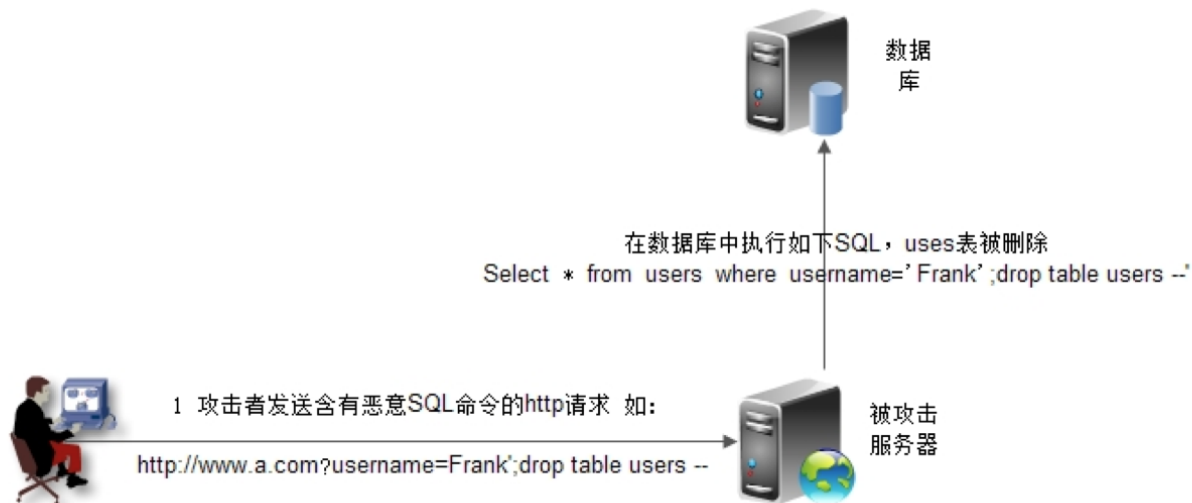 数据
库
在数据库中执行如下SQL，uses表被删除
Select * from users where username='Frank';drop table users --'
1 攻击者发送含有恶意SQL命令的http请求 如：
http://www.a.com?username=Frank';drop table users --
被攻击
服务器